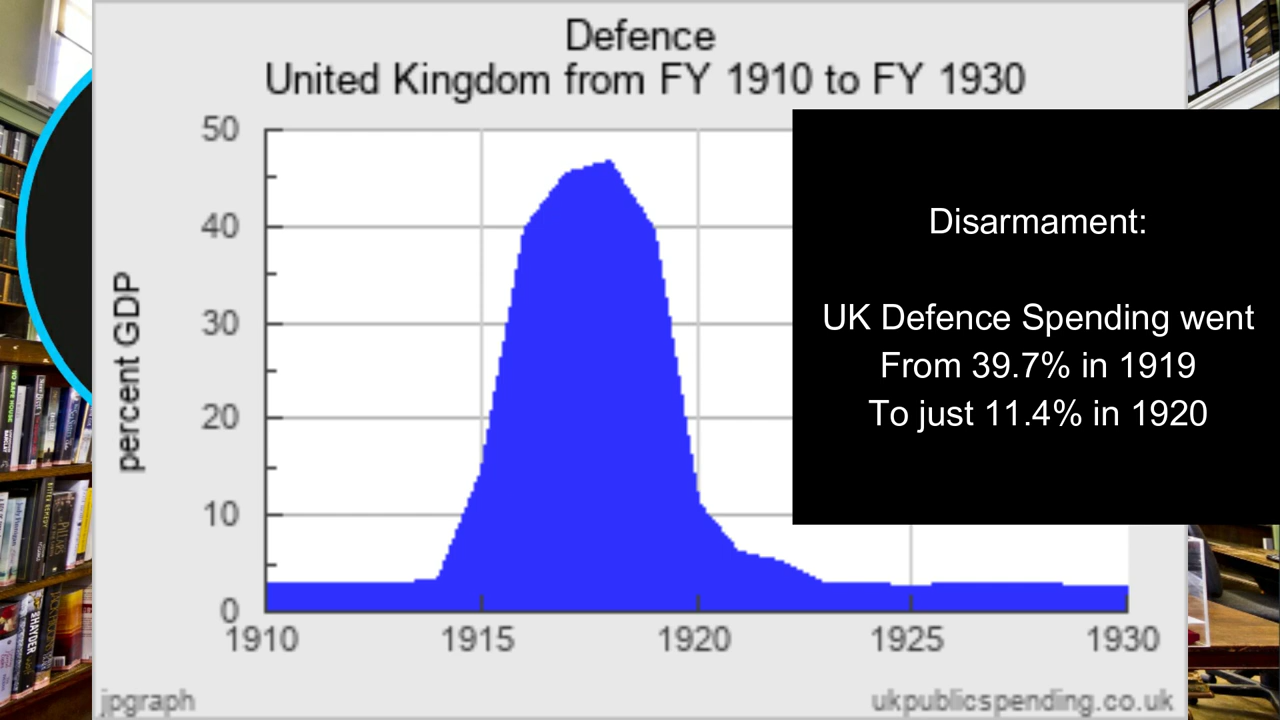 Defence
United Kingdom from FY 1910 to FY 1930
percent GDP
50
40
30
20
10
0
1910
1915
1920
1925
1930
jpgraph
ukpublicspending.co.uk
Disarmament:
UK Defence Spending went
From 39.7% in 1919
To just 11.4% in 1920